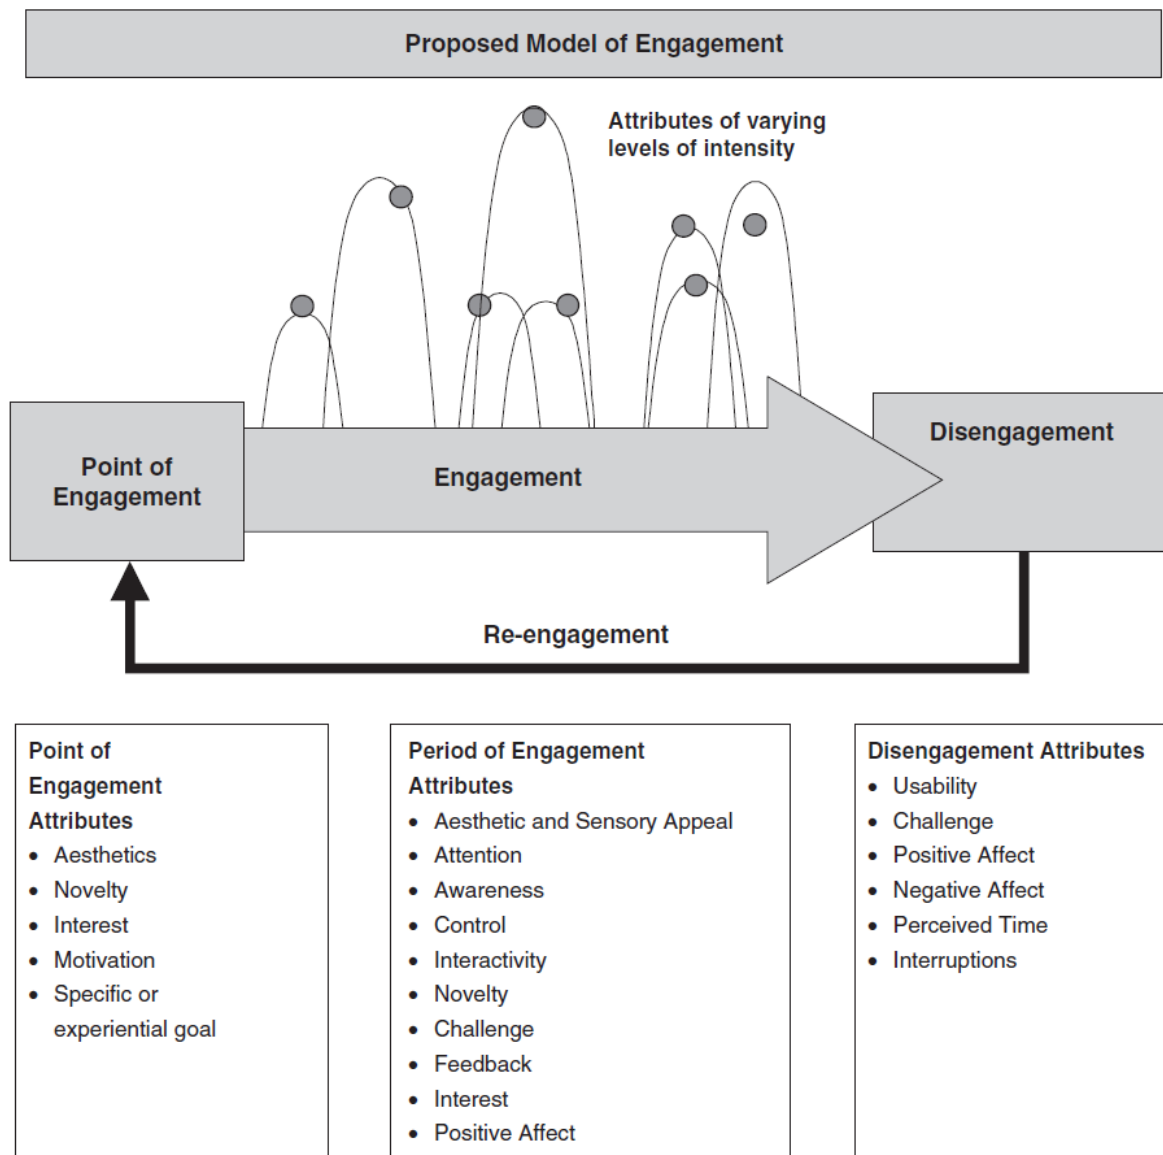 Proposed Model of Engagement
Attributes of varying
levels of intensity
Point of
Engagement
Engagement
Disengagement
Re-engagement
Point of
Engagement
Attributes
• Aesthetics
• Novelty
• Interest
• Motivation
• Specific or
experiential goal
Period of Engagement
Attributes
• Aesthetic and Sensory Appeal
• Attention
• Awareness
• Control
• Interactivity
• Novelty
• Challenge
• Feedback
• Interest
• Positive Affect
Disengagement Attributes
• Usability
• Challenge
• Positive Affect
• Negative Affect
• Perceived Time
• Interruptions